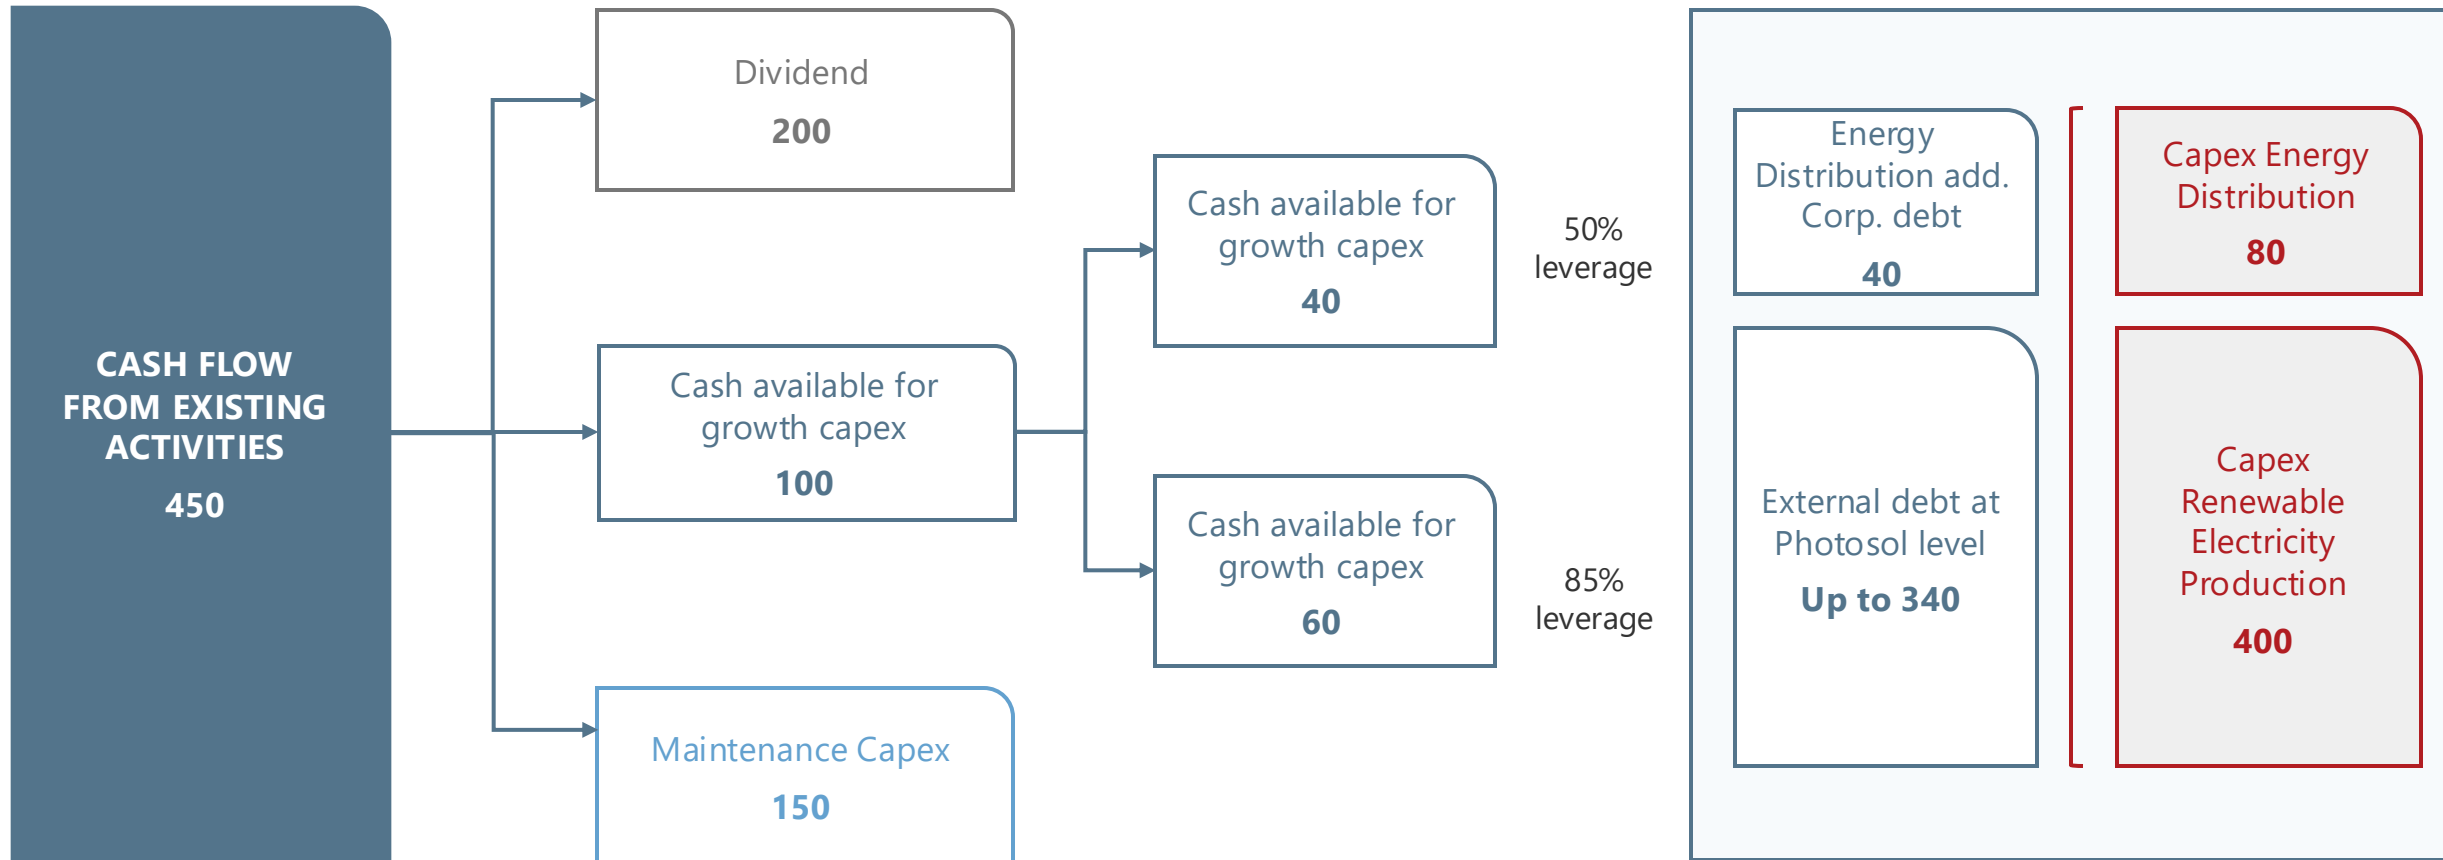 CASH FLOW
FROM EXISTING
ACTIVITIES
450
Dividend
200
Cash available for
growth capex
100
Maintenance Capex
150
Cash available for
growth capex
40
Cash available for
growth capex
60
50%
leverage
85%
leverage
Energy
Distribution add.
Corp. debt
40
External debt at
Photosol level
Up to 340
Capex Energy
Distribution
80
Capex
Renewable
Electricity
Production
400